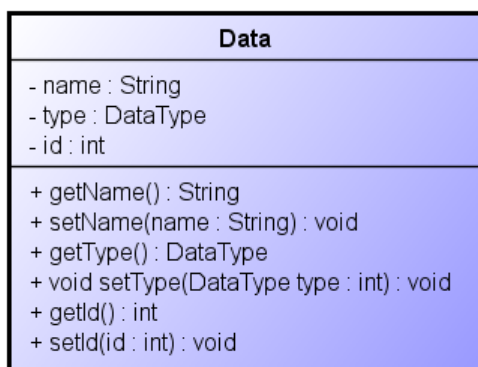 Data
- name : String
- type : DataType
- id : int
+ getName() : String
+ setName(name : String) : void
+ getType() : DataType
+ void setType(DataType type : int) : void
+ getId() : int
+ setId(id : int) : void